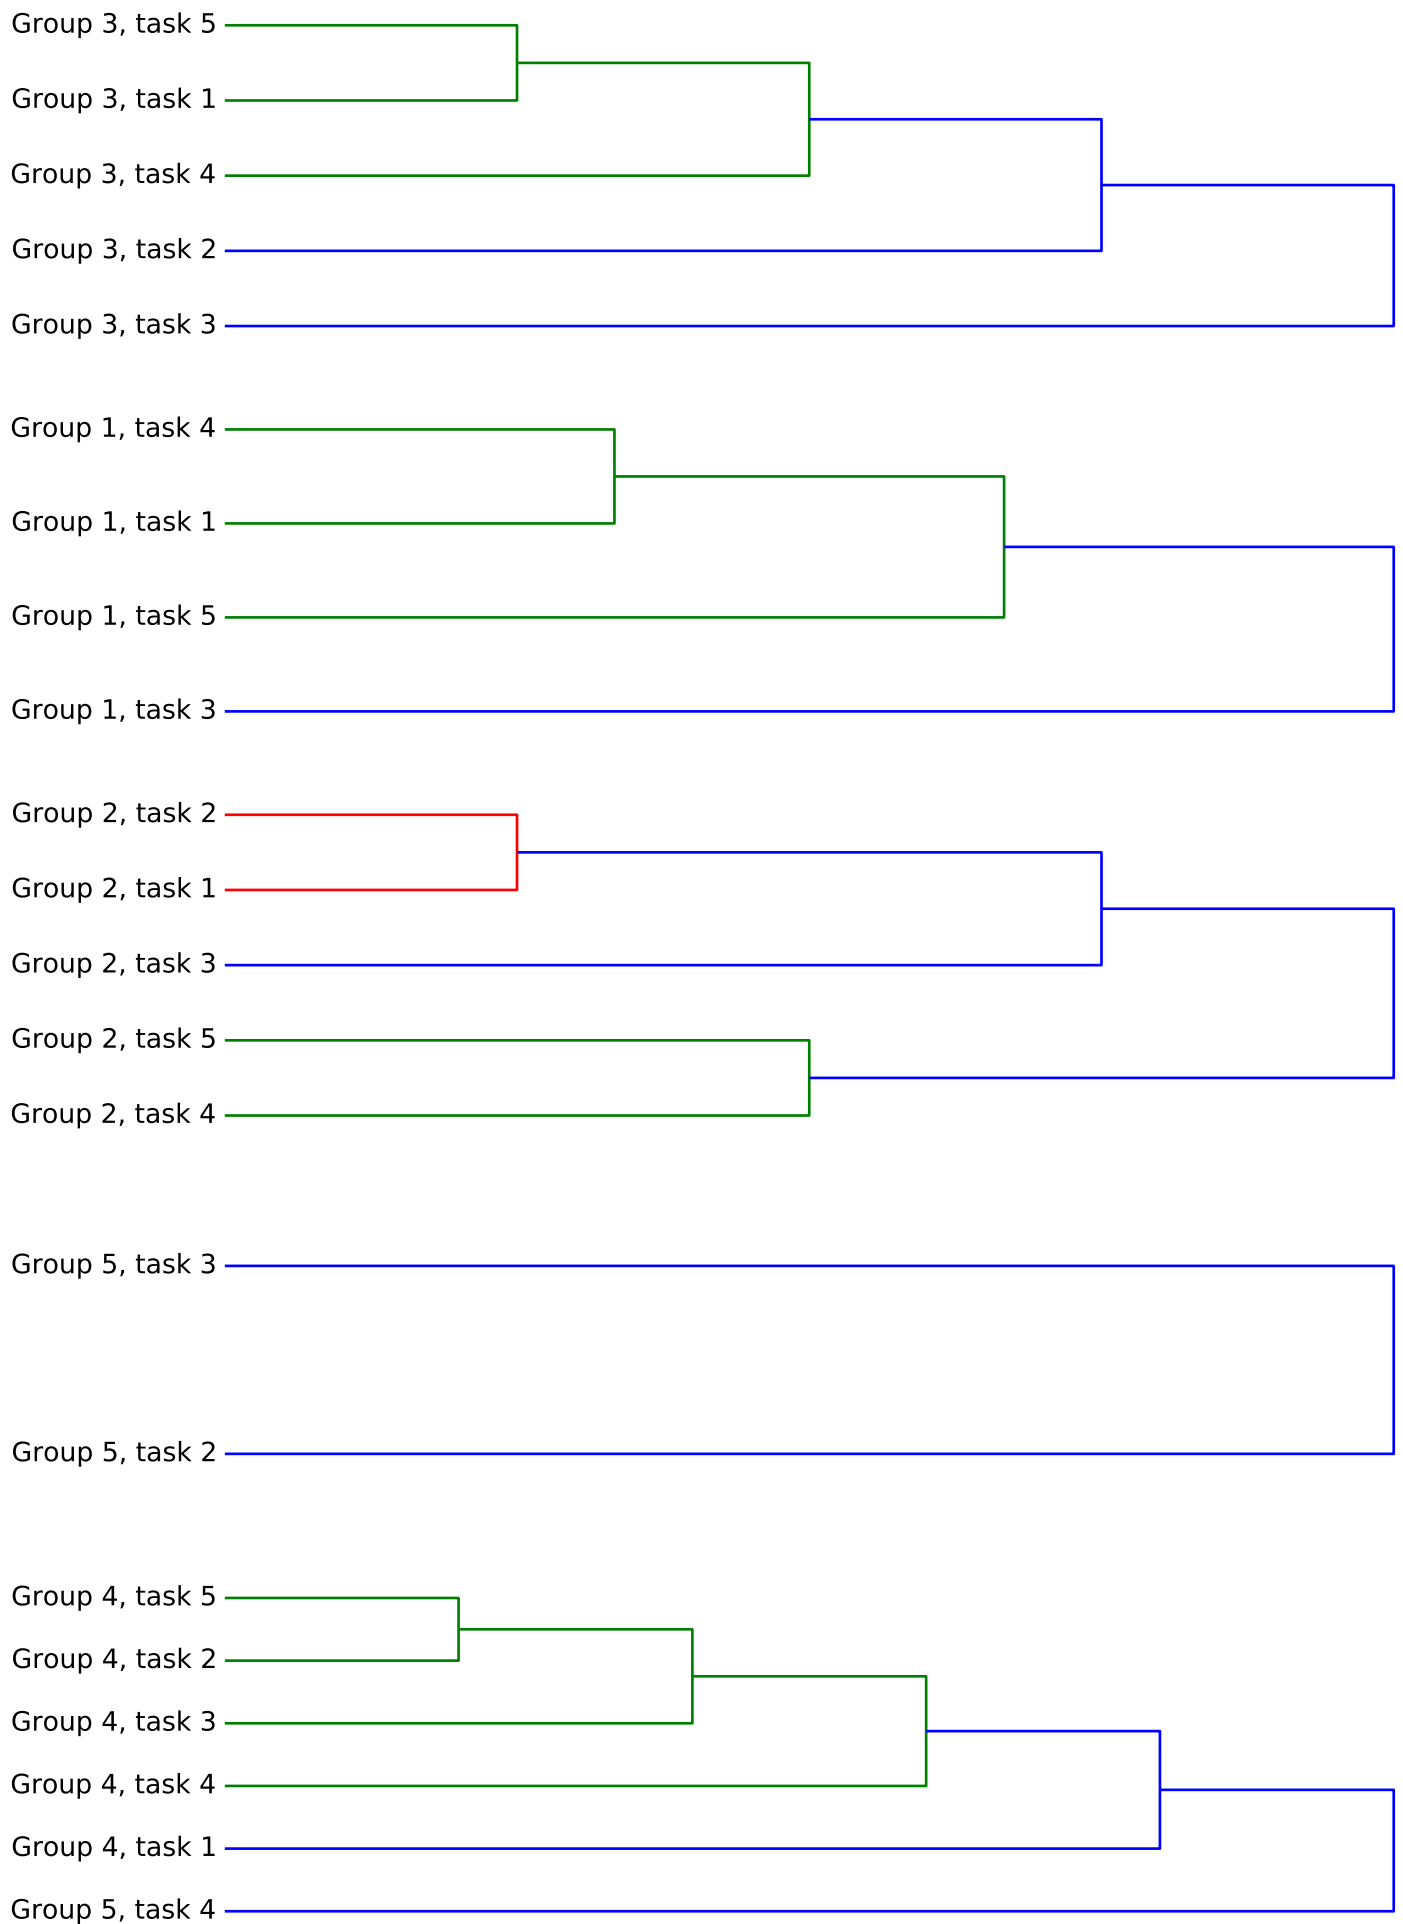 Group 3, task 5
Group 3, task 1
Group 3, task 4
Group 3, task 2
Group 3, task 3
Group 1, task 4
Group 1, task 1
Group 1, task 5
Group 1, task 3
Group 2, task 2
Group 2, task 1
Group 2, task 3
Group 2, task 5
Group 2, task 4
Group 5, task 3
Group 5, task 2
Group 4, task 5
Group 4, task 2
Group 4, task 3
Group 4, task 4
Group 4, task 1
Group 5, task 4